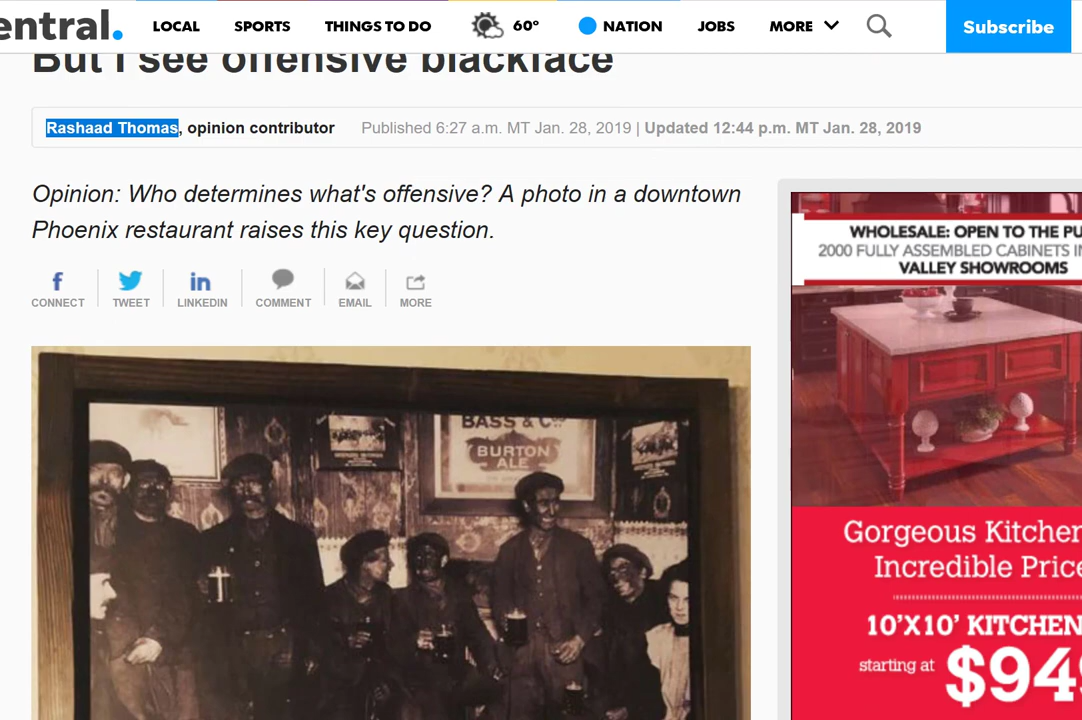 entral.
LOCAL SPORTS THINGS TO DO 60° NATION JOBS MORE Subscribe
But I see offensive blackface
Rashaad Thomas, opinion contributor Published 6:27 a.m. MT Jan. 28, 2019 | Updated 12:44 p.m. MT Jan. 28, 2019
Opinion: Who determines what's offensive? A photo in a downtown
Phoenix restaurant raises this key question.
f in
CONNECT TWEET LINKEDIN COMMENT EMAIL MORE
BASS & Co.
BURTON
ALE
WHOLESALE: OPEN TO THE PU
2000 FULLY ASSEMBLED CABINETS IN
VALLEY SHOWROOMS
Gorgeous Kitchen
Incredible Price
10'X10' KITCHEN
starting at $949